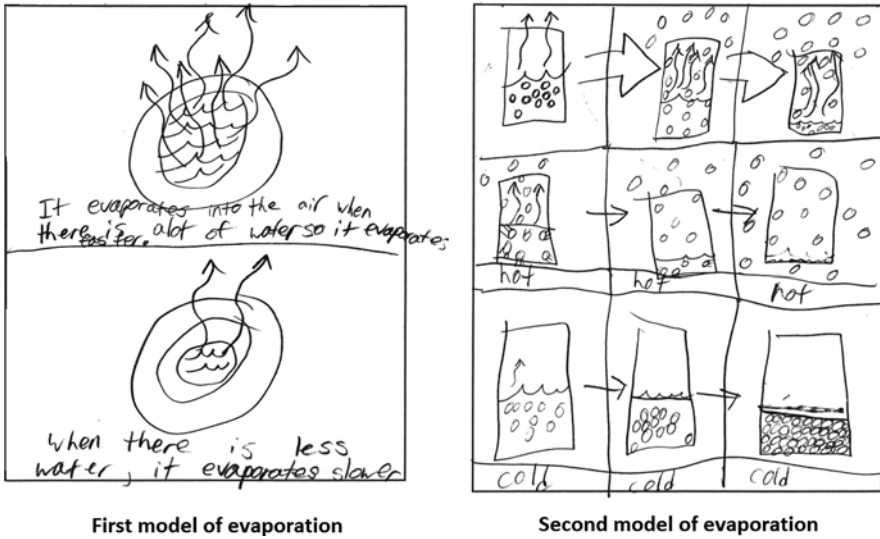 It evaporates into the air when
there is alot of water so it evaporates
faster.
when there is less
water, it evaporates slower
First model of evaporation
hot
hot
hot
cold
cold
cold
Second model of evaporation